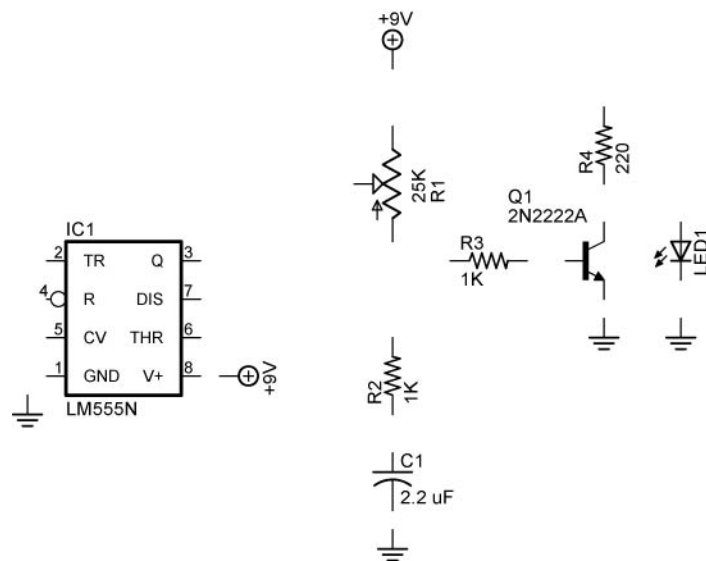 +9V
25K
R1
R4
220
Q1
2N2222A
IC1
2 TR Q 3
4 R DIS 7
5 CV THR 6
1 GND V+ 8
LM555N
+9V
R3
1K
LED1
R2
1K
C1
2.2 uF